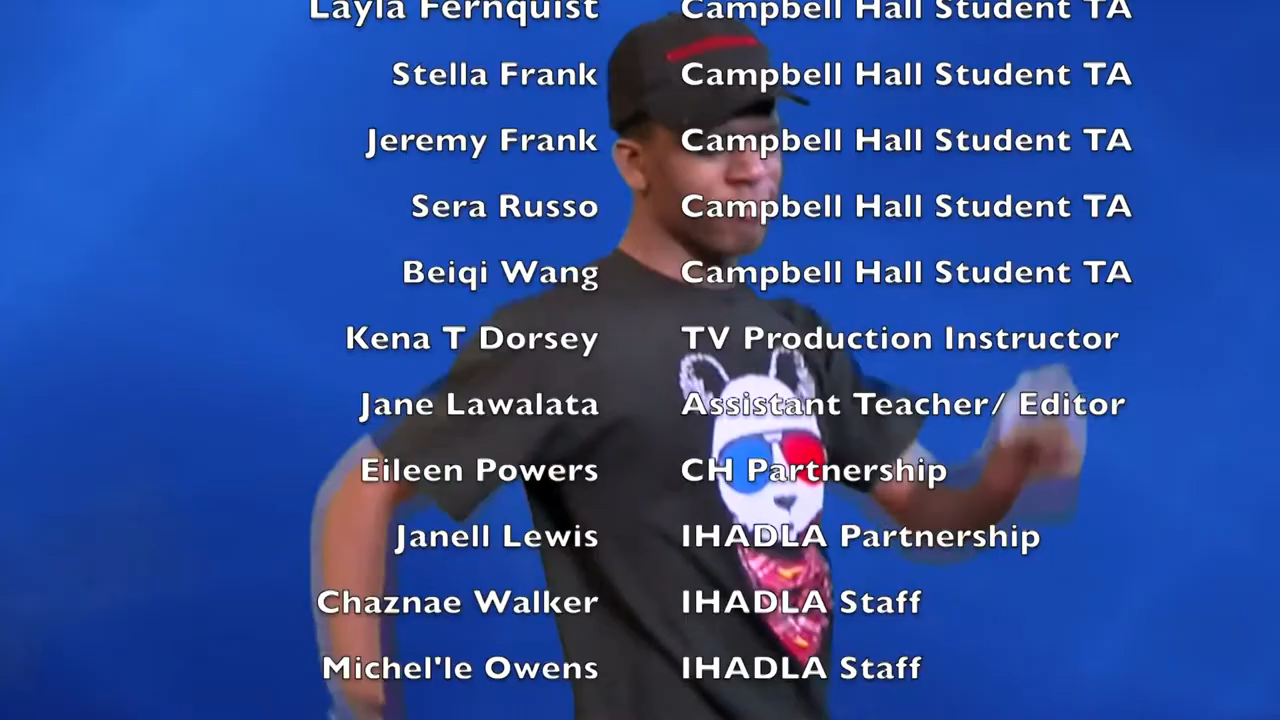 Layla Fernquist Campbell Hall Student TA
Stella Frank Campbell Hall Student TA
Jeremy Frank Campbell Hall Student TA
Sera Russo Campbell Hall Student TA
Beiqi Wang Campbell Hall Student TA
Kena T Dorsey TV Production Instructor
Jane Lawalata Assistant Teacher/ Editor
Eileen Powers CH Partnership
Janell Lewis IHADLA Partnership
Chaznae Walker IHADLA Staff
Michel'le Owens IHADLA Staff